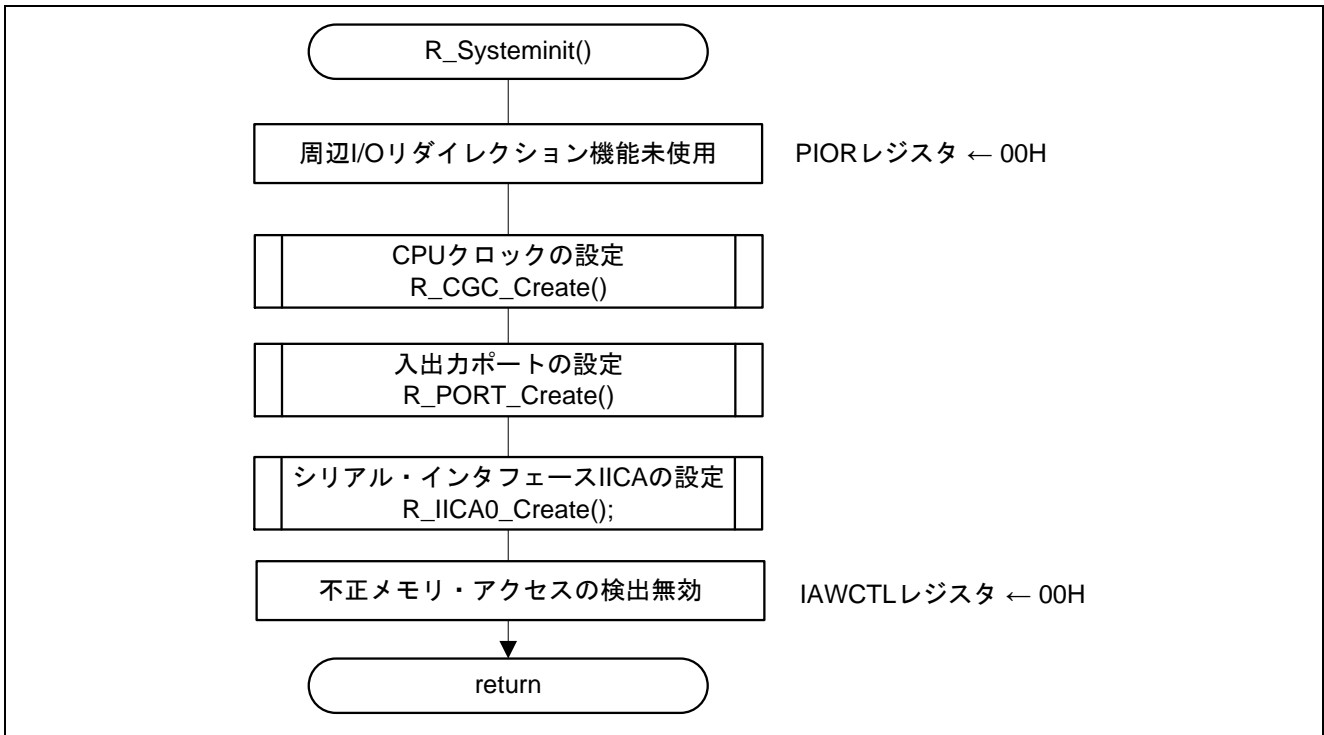 R_Systeminit()
周辺I/Oリダイレクション機能未使用
PIORレジスタ ← 00H
CPUクロックの設定
R_CGC_Create()
入出力ポートの設定
R_PORT_Create()
シリアル・インタフェースIICAの設定
R_IICA0_Create();
不正メモリ・アクセスの検出無効
IAWCTLレジスタ ← 00H
return